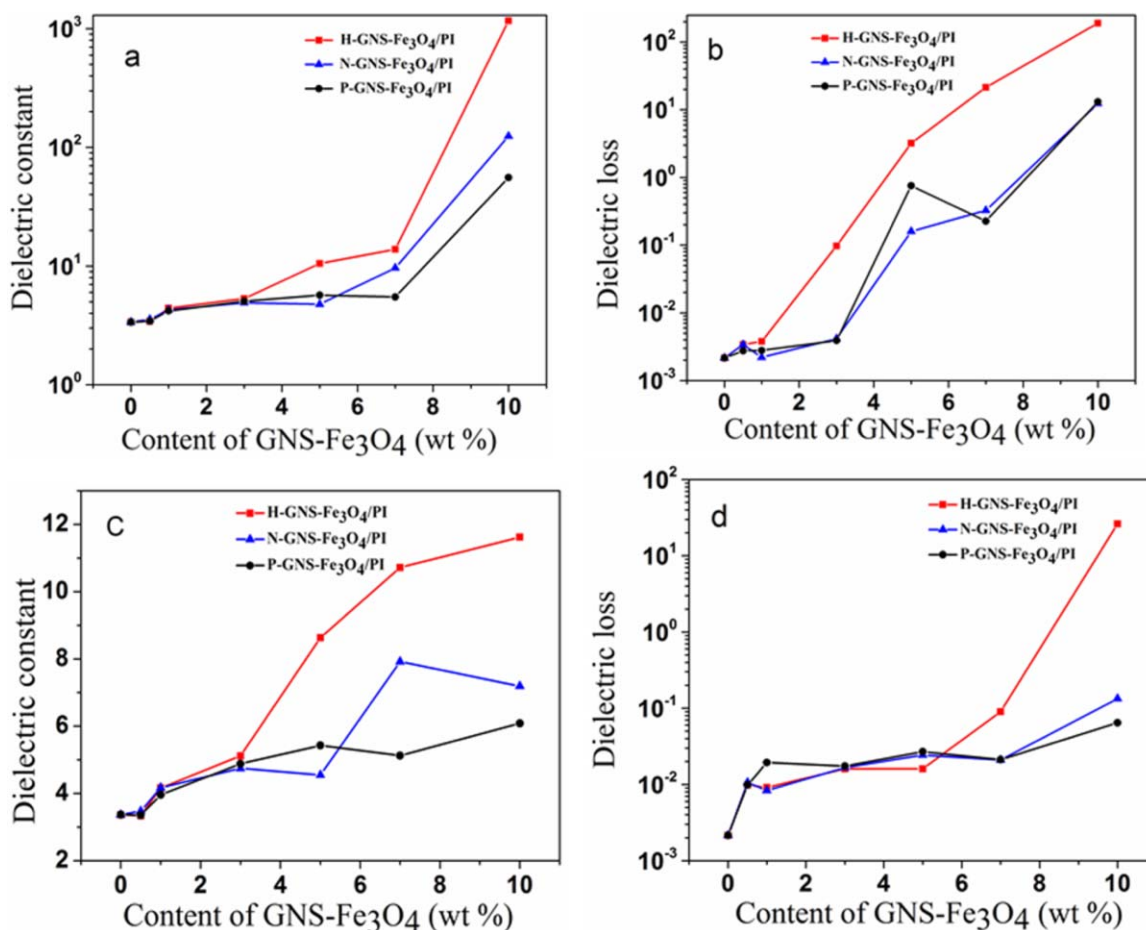 a
H-GNS-Fe₃O₄/PI
N-GNS-Fe₃O₄/PI
P-GNS-Fe₃O₄/PI
Dielectric constant
10³
10²
10¹
10⁰
0 2 4 6 8 10
Content of GNS-Fe₃O₄ (wt %)
b
H-GNS-Fe₃O₄/PI
N-GNS-Fe₃O₄/PI
P-GNS-Fe₃O₄/PI
Dielectric loss
10²
10¹
10⁰
10⁻¹
10⁻²
10⁻³
0 2 4 6 8 10
Content of GNS-Fe₃O₄ (wt %)
C
H-GNS-Fe₃O₄/PI
N-GNS-Fe₃O₄/PI
P-GNS-Fe₃O₄/PI
Dielectric constant
12
10
8
6
4
2
0 2 4 6 8 10
Content of GNS-Fe₃O₄ (wt %)
d
H-GNS-Fe₃O₄/PI
N-GNS-Fe₃O₄/PI
P-GNS-Fe₃O₄/PI
Dielectric loss
10²
10¹
10⁰
10⁻¹
10⁻²
10⁻³
0 2 4 6 8 10
Content of GNS-Fe₃O₄ (wt %)